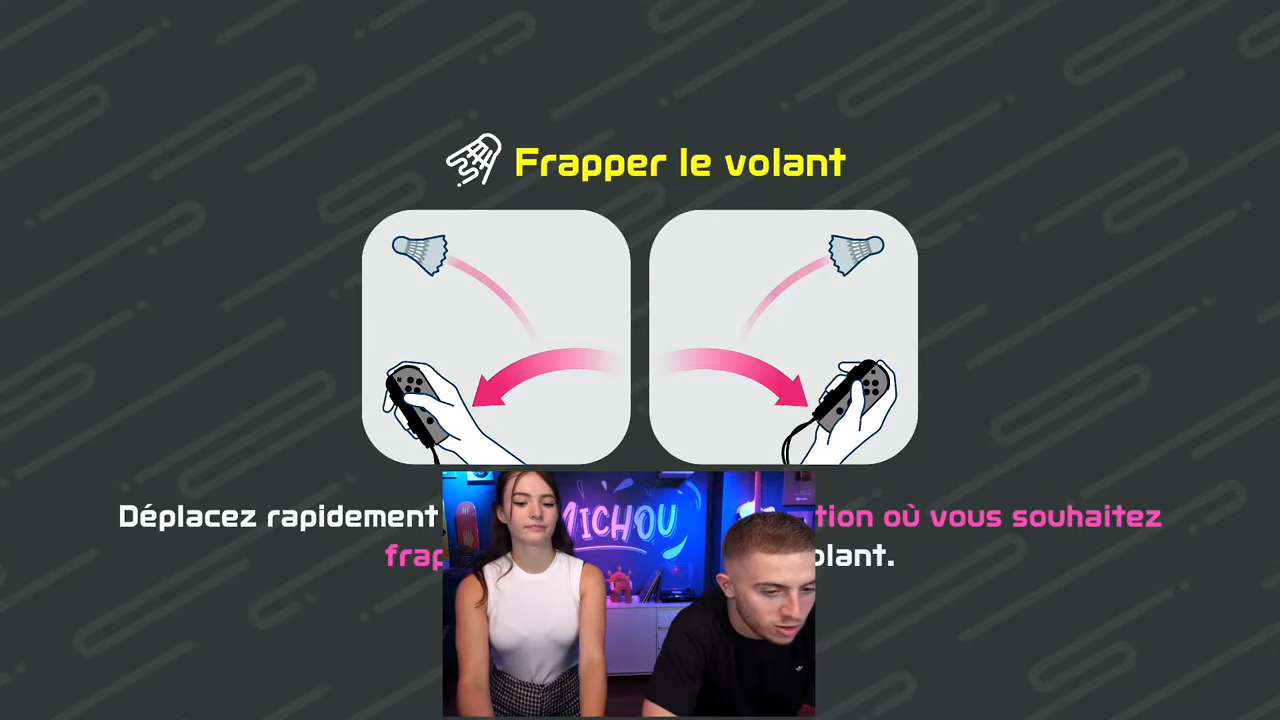 Frapper le volant
Déplacez rapidement tion où vous souhaitez
frap olant.
MICHOU